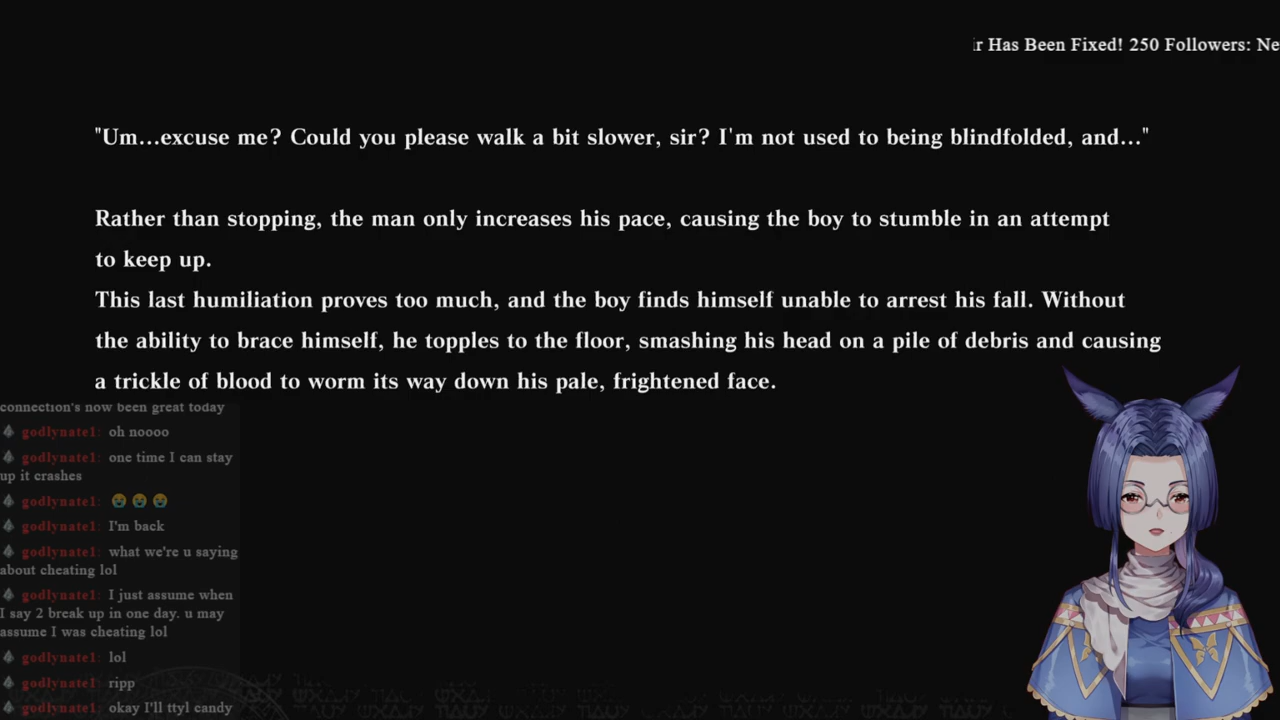 ir Has Been Fixed! 250 Followers: Ne
"Um...excuse me? Could you please walk a bit slower, sir? I'm not used to being blindfolded, and..."
Rather than stopping, the man only increases his pace, causing the boy to stumble in an attempt
to keep up.
This last humiliation proves too much, and the boy finds himself unable to arrest his fall. Without
the ability to brace himself, he topples to the floor, smashing his head on a pile of debris and causing
a trickle of blood to worm its way down his pale, frightened face.
connection's now been great today
godlynate1: oh noooo
godlynate1: one time I can stay
up it crashes
godlynate1: 😭 😭 😭
godlynate1: I'm back
godlynate1: what we're u saying
about cheating lol
godlynate1: I just assume when
I say 2 break up in one day. u may
assume I was cheating lol
godlynate1: lol
godlynate1: ripp
godlynate1: okay I'll ttyl candy